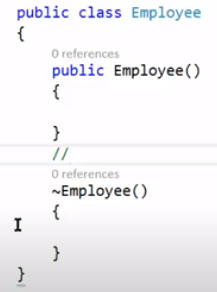 public class Employee
{
0 references
public Employee()
{
}
//
0 references
~Employee()
{
}
}